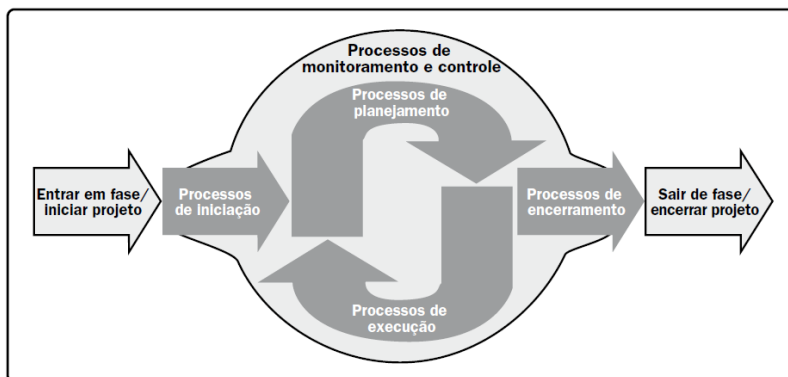 Processos de
monitoramento e controle
Processos de
planejamento
Entrar em fase/
iniciar projeto
Processos
de iniciação
Processos de
encerramento
Sair de fase/
encerrar projeto
Processos de
execução